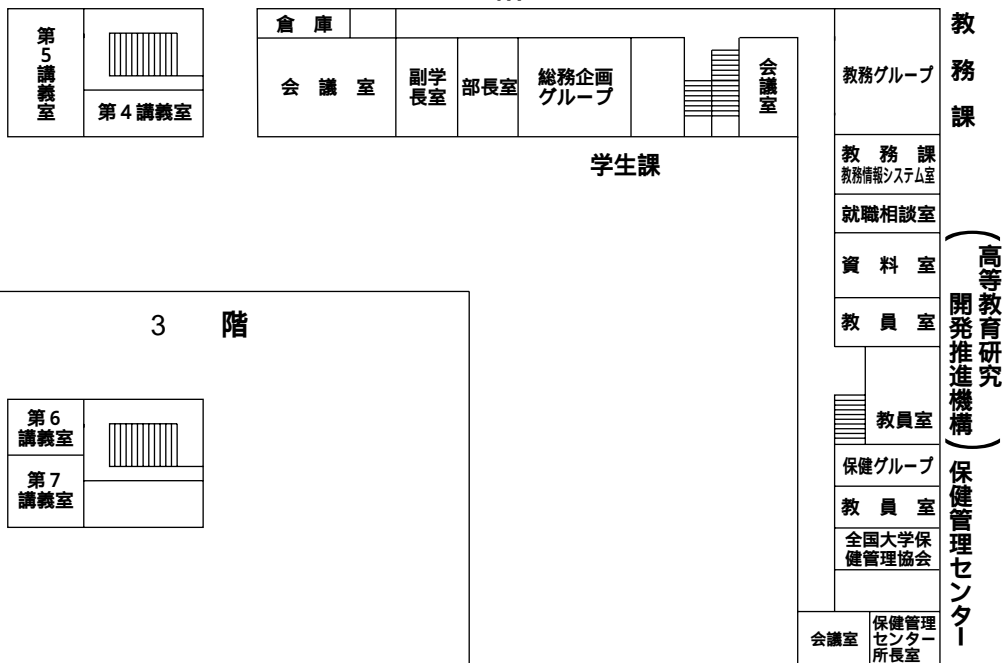 第5講義室
第4講義室
倉庫
会議室
副学
長室
部長室
総務企画
グループ
会議室
学生課
教務グループ
教務課
教務課
教務情報システム室
就職相談室
資料室
教員室
教員室
(高等教育研究
開発推進機構)
保健グループ
教員室
全国大学保
健管理協会
会議室
保健管理
センター
所長室
保健管理センター
3 階
第6
講義室
第7
講義室